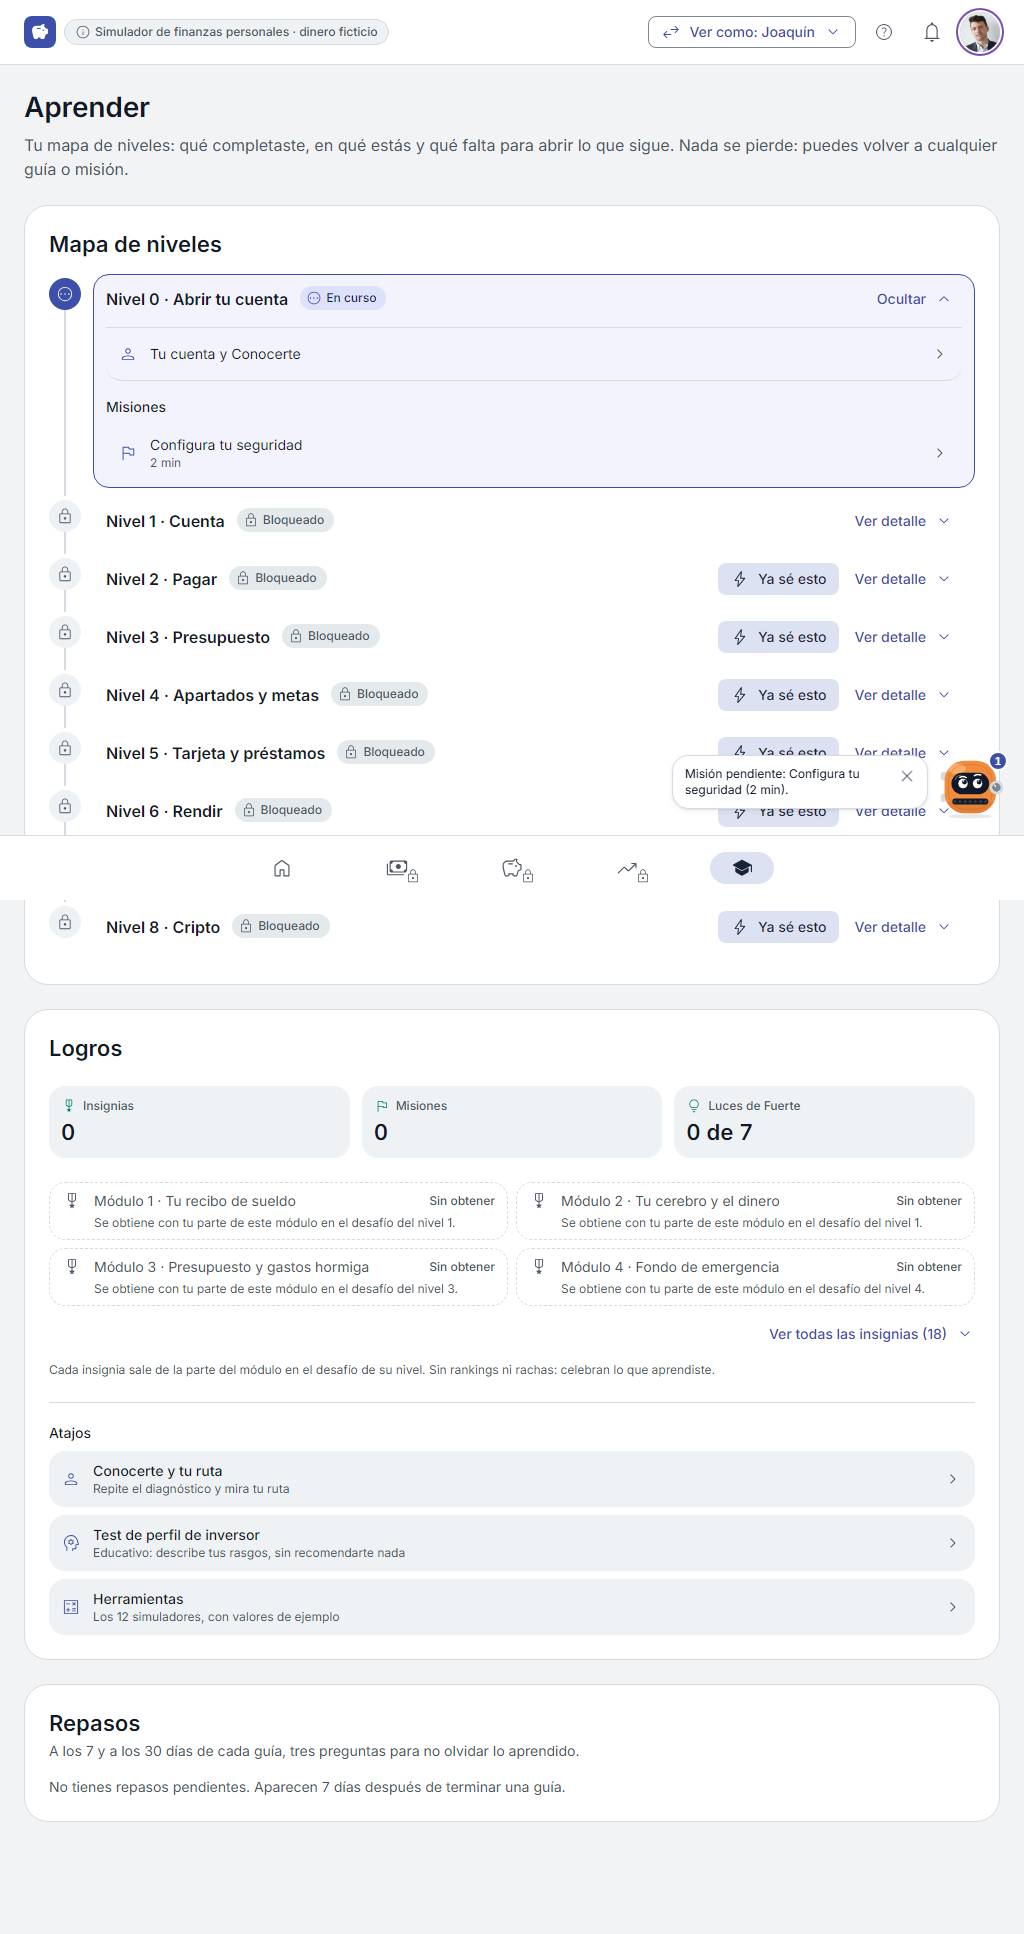 Simulador de finanzas personales · dinero ficticio
Ver como: Joaquín
Aprender
Tu mapa de niveles: qué completaste, en qué estás y qué falta para abrir lo que sigue. Nada se pierde: puedes volver a cualquier
guía o misión.
Mapa de niveles
Nivel 0 · Abrir tu cuenta
En curso
Ocultar
Tu cuenta y Conocerte
Misiones
Configura tu seguridad
2 min
Nivel 1 · Cuenta
Bloqueado
Ver detalle
Nivel 2 · Pagar
Bloqueado
Ya sé esto
Ver detalle
Nivel 3 · Presupuesto
Bloqueado
Ya sé esto
Ver detalle
Nivel 4 · Apartados y metas
Bloqueado
Ya sé esto
Ver detalle
Nivel 5 · Tarjeta y préstamos
Bloqueado
Ya sé esto
Ver detalle
Misión pendiente: Configura tu
seguridad (2 min).
1
Nivel 6 · Rendir
Bloqueado
Ya sé esto
Ver detalle
Nivel 8 · Cripto
Bloqueado
Ya sé esto
Ver detalle
Logros
Insignias
0
Misiones
0
Luces de Fuerte
0 de 7
Módulo 1 · Tu recibo de sueldo
Sin obtener
Se obtiene con tu parte de este módulo en el desafío del nivel 1.
Módulo 2 · Tu cerebro y el dinero
Sin obtener
Se obtiene con tu parte de este módulo en el desafío del nivel 1.
Módulo 3 · Presupuesto y gastos hormiga
Sin obtener
Se obtiene con tu parte de este módulo en el desafío del nivel 3.
Módulo 4 · Fondo de emergencia
Sin obtener
Se obtiene con tu parte de este módulo en el desafío del nivel 4.
Ver todas las insignias (18)
Cada insignia sale de la parte del módulo en el desafío de su nivel. Sin rankings ni rachas: celebran lo que aprendiste.
Atajos
Conocerte y tu ruta
Repite el diagnóstico y mira tu ruta
Test de perfil de inversor
Educativo: describe tus rasgos, sin recomendarte nada
Herramientas
Los 12 simuladores, con valores de ejemplo
Repasos
A los 7 y a los 30 días de cada guía, tres preguntas para no olvidar lo aprendido.
No tienes repasos pendientes. Aparecen 7 días después de terminar una guía.